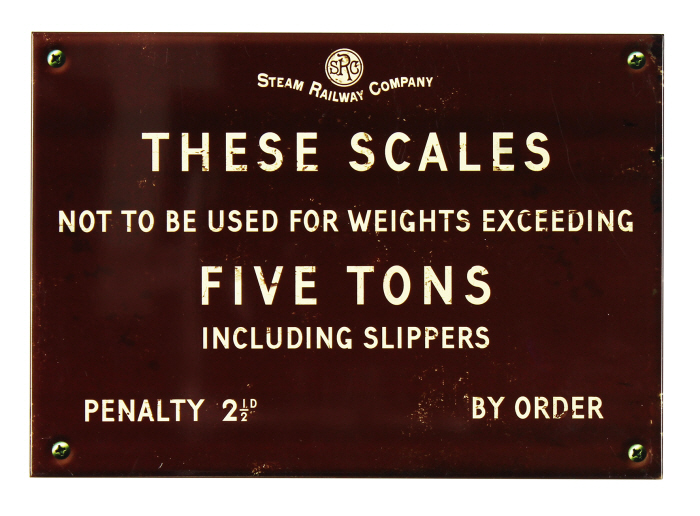 SRC
STEAM RAILWAY COMPANY
THESE SCALES
NOT TO BE USED FOR WEIGHTS EXCEEDING
FIVE TONS
INCLUDING SLIPPERS
PENALTY 2½D BY ORDER